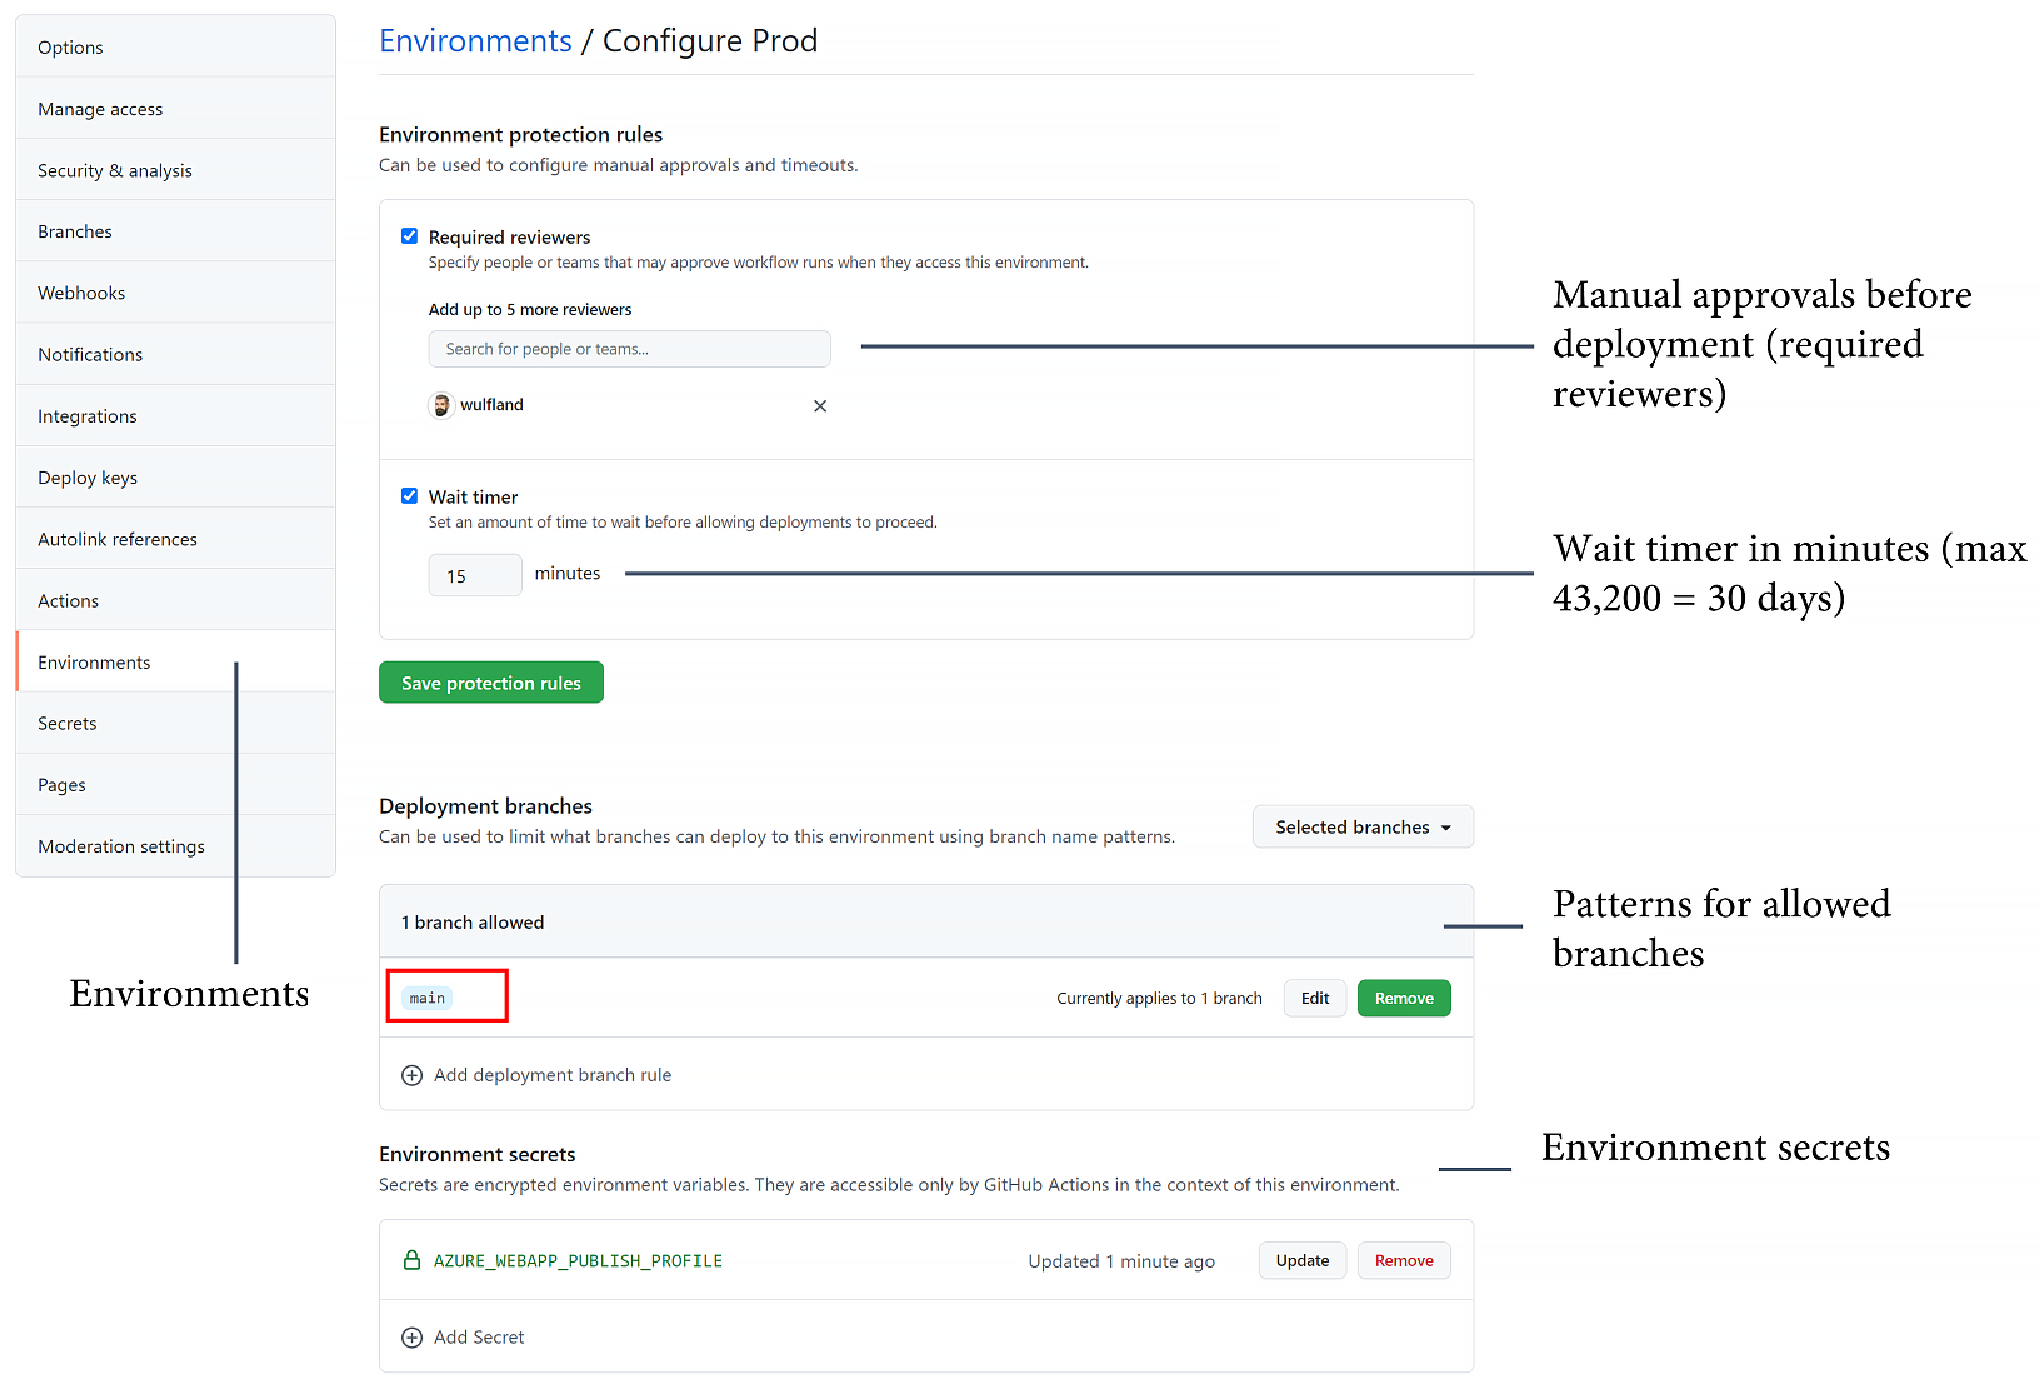 Options
Manage access
Security & analysis
Branches
Webhooks
Notifications
Integrations
Deploy keys
Autolink references
Actions
Environments
Secrets
Pages
Moderation settings
Environments
Environments / Configure Prod
Environment protection rules
Can be used to configure manual approvals and timeouts.
Required reviewers
Specify people or teams that may approve workflow runs when they access this environment.
Add up to 5 more reviewers
Search for people or teams...
wulfland
Manual approvals before
deployment (required
reviewers)
Wait timer
Set an amount of time to wait before allowing deployments to proceed.
15 minutes
Wait timer in minutes (max
43,200 = 30 days)
Save protection rules
Deployment branches
Can be used to limit what branches can deploy to this environment using branch name patterns.
Selected branches
1 branch allowed
Patterns for allowed
branches
main Currently applies to 1 branch Edit Remove
Add deployment branch rule
Environment secrets
Secrets are encrypted environment variables. They are accessible only by GitHub Actions in the context of this environment.
Environment secrets
AZURE_WEBAPP_PUBLISH_PROFILE Updated 1 minute ago Update Remove
Add Secret